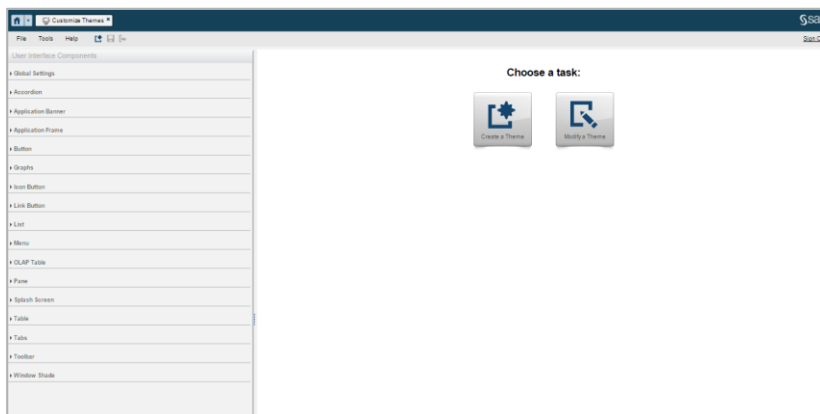 Customize Themes
Ssa
File Tools Help
Sign O
User Interface Components
Global Settings
Accordion
Application Banner
Application Frame
Button
Graphs
Icon Button
Link Button
List
Menu
OLAP Table
Pane
Splash Screen
Table
Tabs
Toolbar
Window Shade
Choose a task:
Create a Theme
Modify a Theme